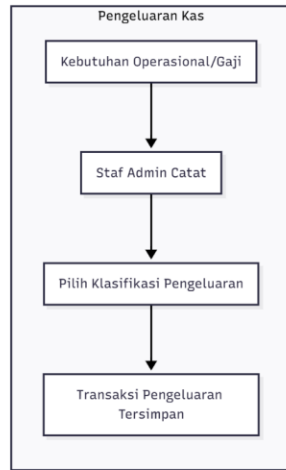 Pengeluaran Kas
Kebutuhan Operasional/Gaji
Staf Admin Catat
Pilih Klasifikasi Pengeluaran
Transaksi Pengeluaran
Tersimpan